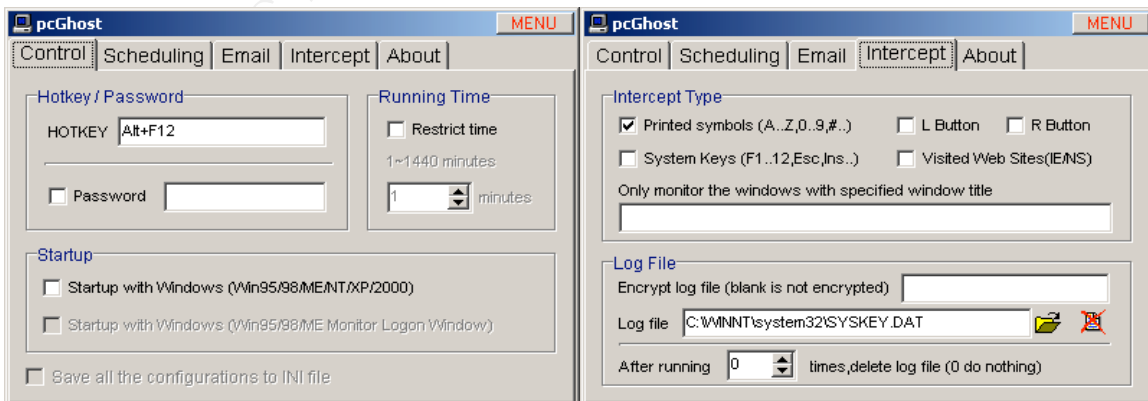 pcGhost MENU
Control Scheduling Email Intercept About
Hotkey / Password
HOTKEY Alt+F12
Password
Running Time
Restrict time
1~1440 minutes
1 minutes
Startup
Startup with Windows (Win95/98/ME/NT/XP/2000)
Startup with Windows (Win95/98/ME Monitor Logon Window)
Save all the configurations to INI file
pcGhost MENU
Control Scheduling Email Intercept About
Intercept Type
Printed symbols (A..Z,0..9,#..) L Button R Button
System Keys (F1..12,Esc,Ins..) Visited Web Sites(IE/NS)
Only monitor the windows with specified window title
Log File
Encrypt log file (blank is not encrypted)
Log file C:\WINNT\system32\SYSKEY.DAT
After running 0 times,delete log file (0 do nothing)